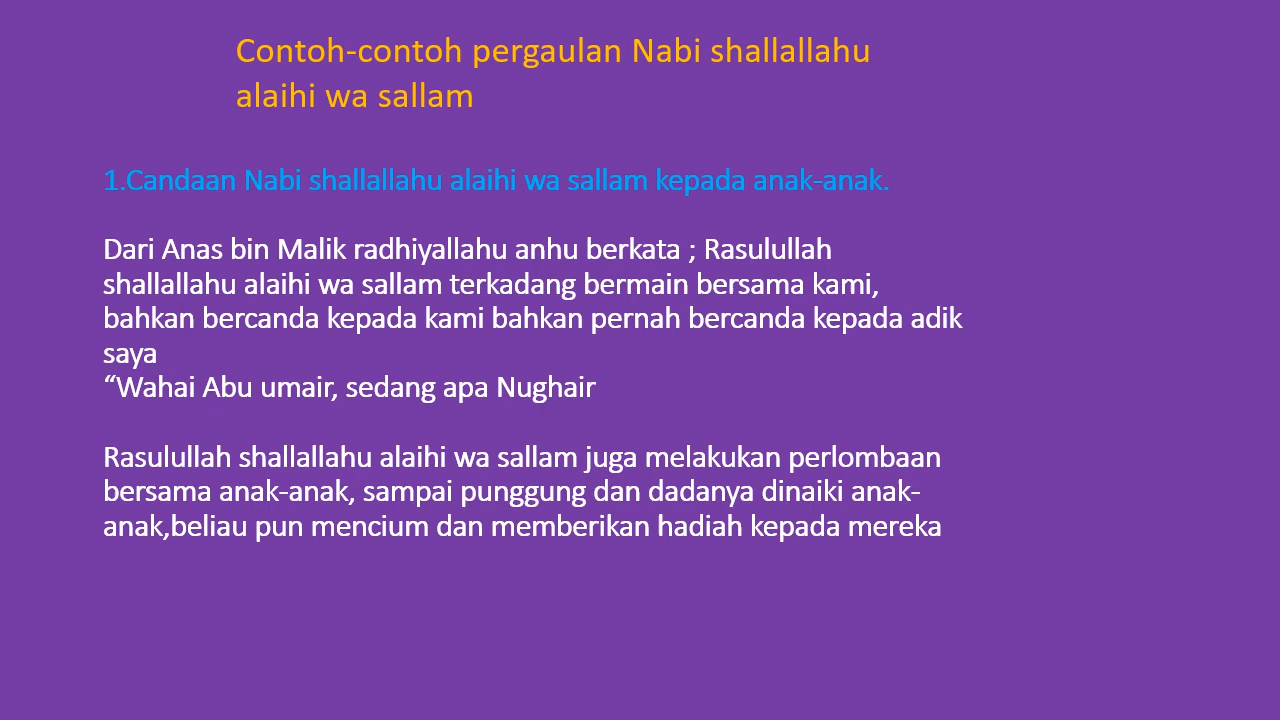 Contoh-contoh pergaulan Nabi shallallahu
alaihi wa sallam
1.Candaan Nabi shallallahu alaihi wa sallam kepada anak-anak.
Dari Anas bin Malik radhiyallahu anhu berkata ; Rasulullah
shallallahu alaihi wa sallam terkadang bermain bersama kami,
bahkan bercanda kepada kami bahkan pernah bercanda kepada adik
saya
“Wahai Abu umair, sedang apa Nughair
Rasulullah shallallahu alaihi wa sallam juga melakukan perlombaan
bersama anak-anak, sampai punggung dan dadanya dinaiki anak-
anak,beliau pun mencium dan memberikan hadiah kepada mereka